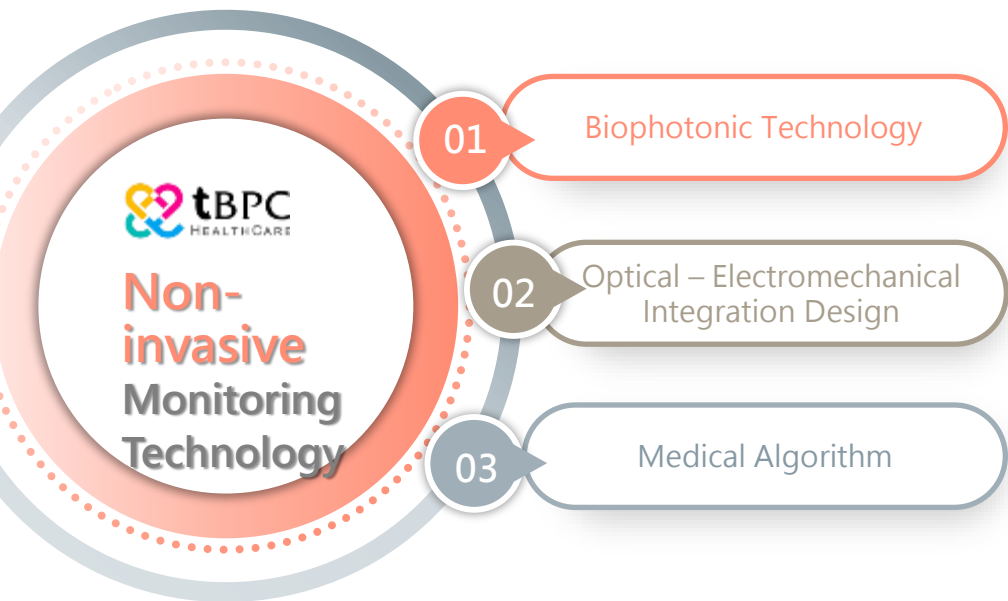 tBPC
HEALTHCARE
Non-
invasive
Monitoring
Technology
01
Biophotonic Technology
02
Optical – Electromechanical
Integration Design
03
Medical Algorithm